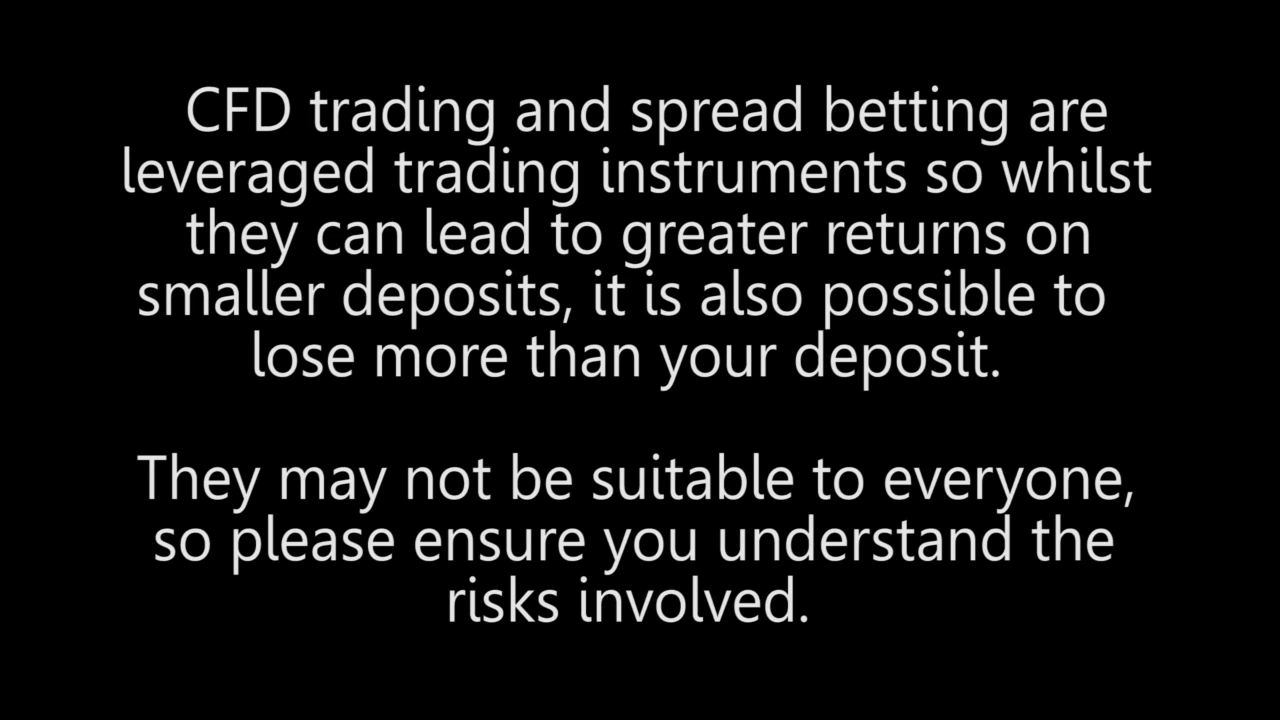 CFD trading and spread betting are
leveraged trading instruments so whilst
they can lead to greater returns on
smaller deposits, it is also possible to
lose more than your deposit.
They may not be suitable to everyone,
so please ensure you understand the
risks involved.